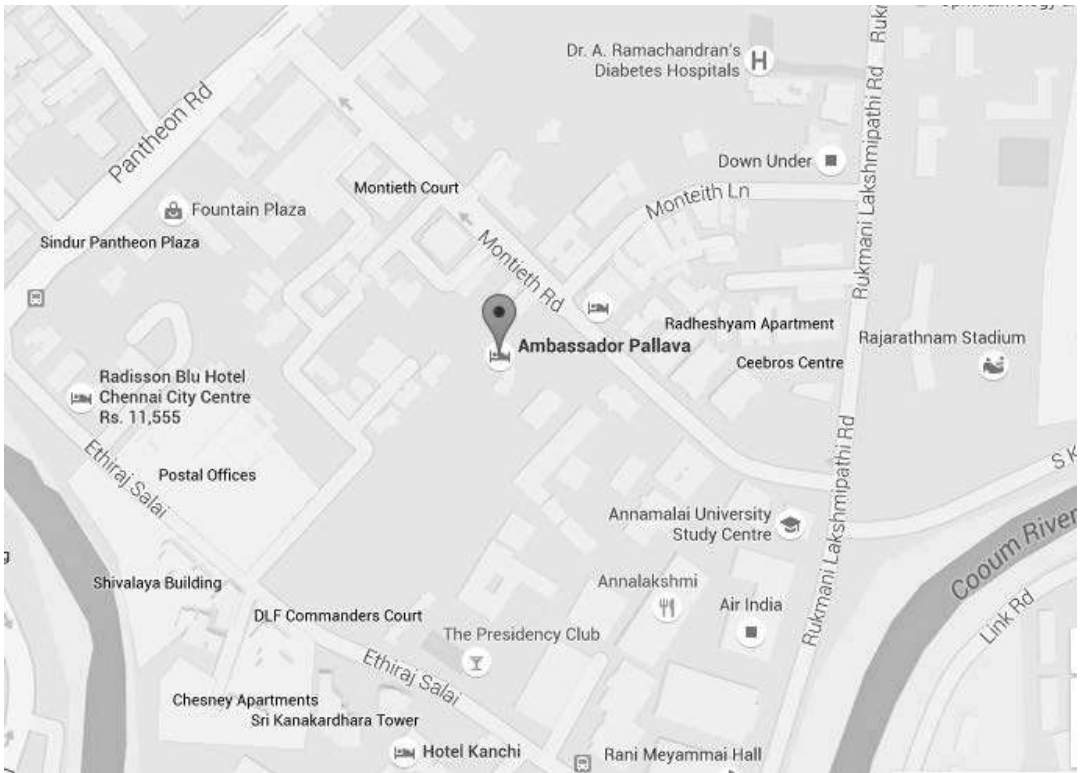 Ruk
Dr. A. Ramachandran's
Diabetes Hospitals
H
Rukmani Lakshmipathi Rd
Pantheon Rd
Down Under
Montieth Court
Monteith Ln
Fountain Plaza
Sindur Pantheon Plaza
Montieth Rd
Radheshyam Apartment
Ambassador Pallava
Rajarathnam Stadium
Ceebros Centre
Radisson Blu Hotel
Chennai City Centre
Rs. 11,555
Ethiraj Salai
Postal Offices
Rukmani Lakshmipathi Rd
S K
Annamalai University
Study Centre
Cooum River
Shivalaya Building
Annalakshmi
Air India
Link Rd
DLF Commanders Court
The Presidency Club
Ethiraj Salai
Chesney Apartments
Sri Kanakardhara Tower
Hotel Kanchi
Rani Meyammai Hall